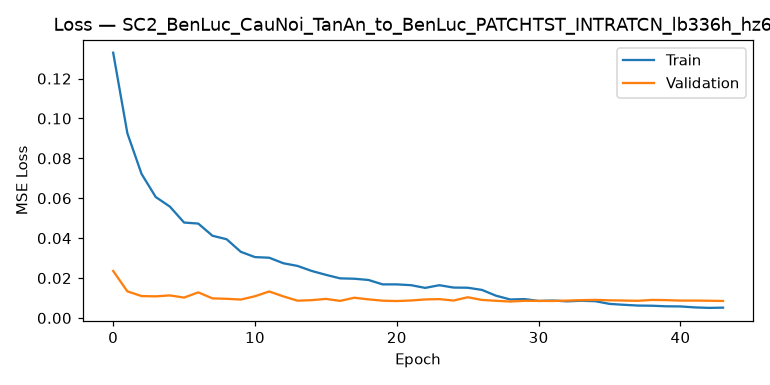 Loss — SC2_BenLuc_CauNoi_TanAn_to_BenLuc_PATCHTST_INTRATCN_lb336h_hz6
Train
Validation
MSE Loss
0.12
0.10
0.08
0.06
0.04
0.02
0.00
0 10 20 30 40
Epoch